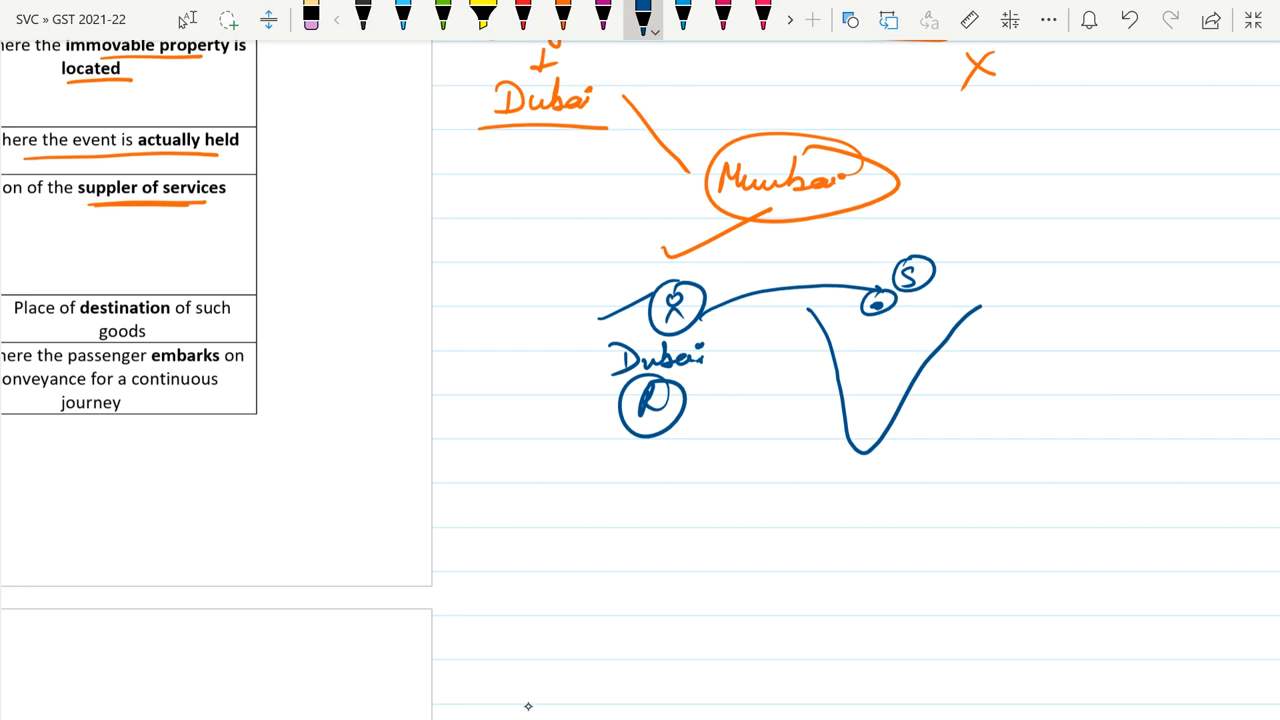 SVC » GST 2021-22
here the immovable property is
located
here the event is actually held
on of the suppler of services
Place of destination of such
goods
here the passenger embarks on
onveyance for a continuous
journey
Dubai
X
Mumbai
S
Dubai
R